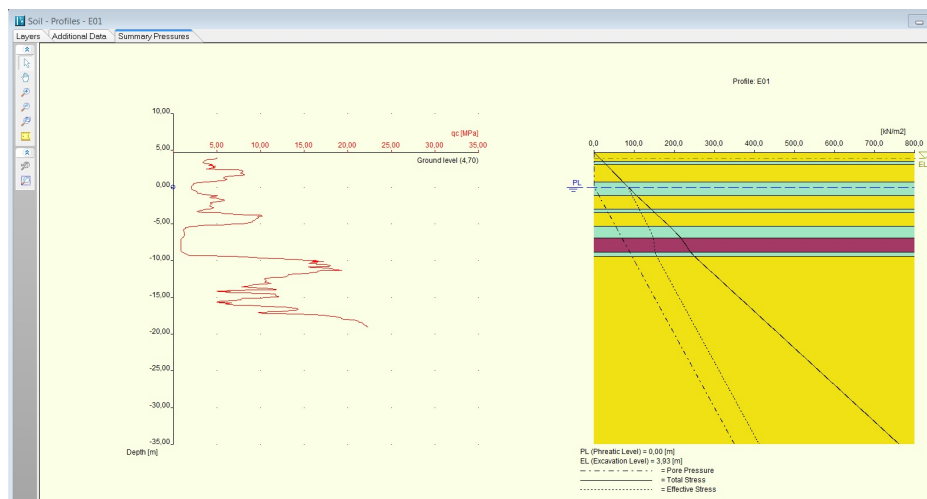 Soil - Profiles - E01
Layers Additional Data Summary Pressures
Profile: E01
10,00
qc [MPa]
[kN/m2]
5,00 10,00 15,00 20,00 25,00 30,00 35,00
0,0 100,0 200,0 300,0 400,0 500,0 600,0 700,0 800,0
5,00
Ground level (4,70)
EL
PL
0,00
-5,00
-10,00
-15,00
-20,00
-25,00
-30,00
-35,00
Depth [m]
PL (Phreatic Level) = 0,00 [m]
EL (Excavation Level) = 3,93 [m]
= Pore Pressure
= Total Stress
= Effective Stress